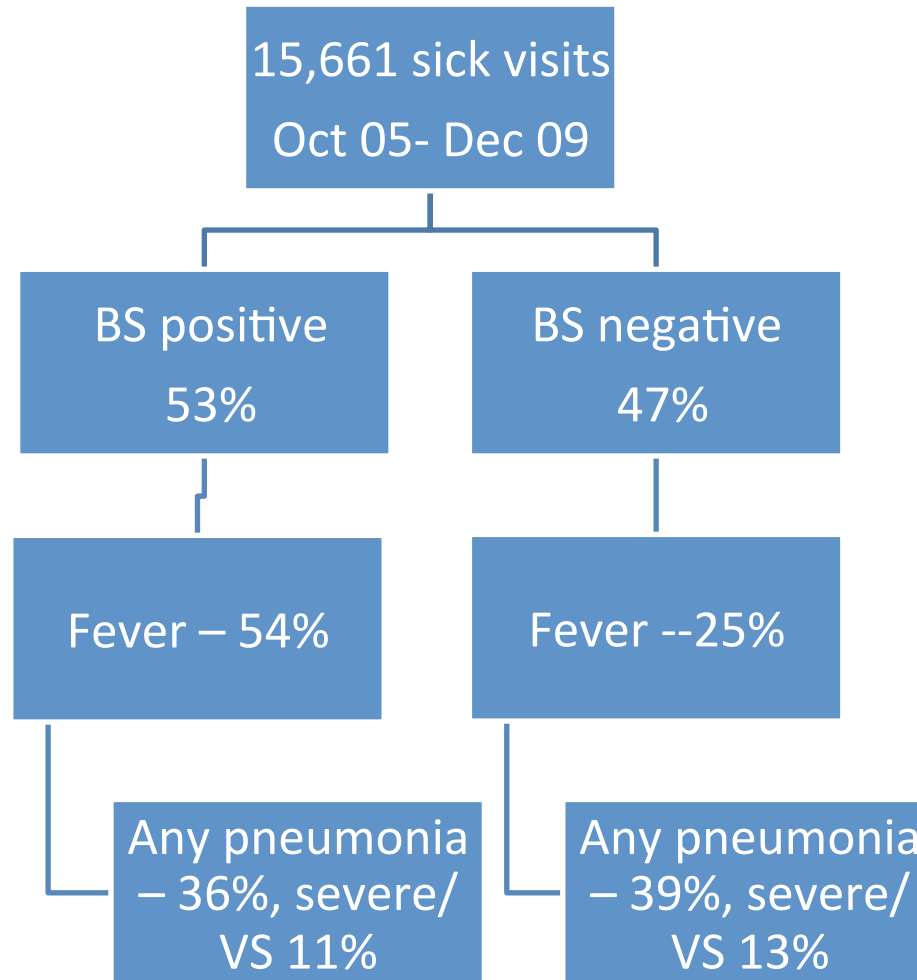 15,661 sick visits
Oct 05- Dec 09
BS positive
53%
BS negative
47%
Fever – 54%
Fever --25%
Any pneumonia
– 36%, severe/
VS 11%
Any pneumonia
– 39%, severe/
VS 13%